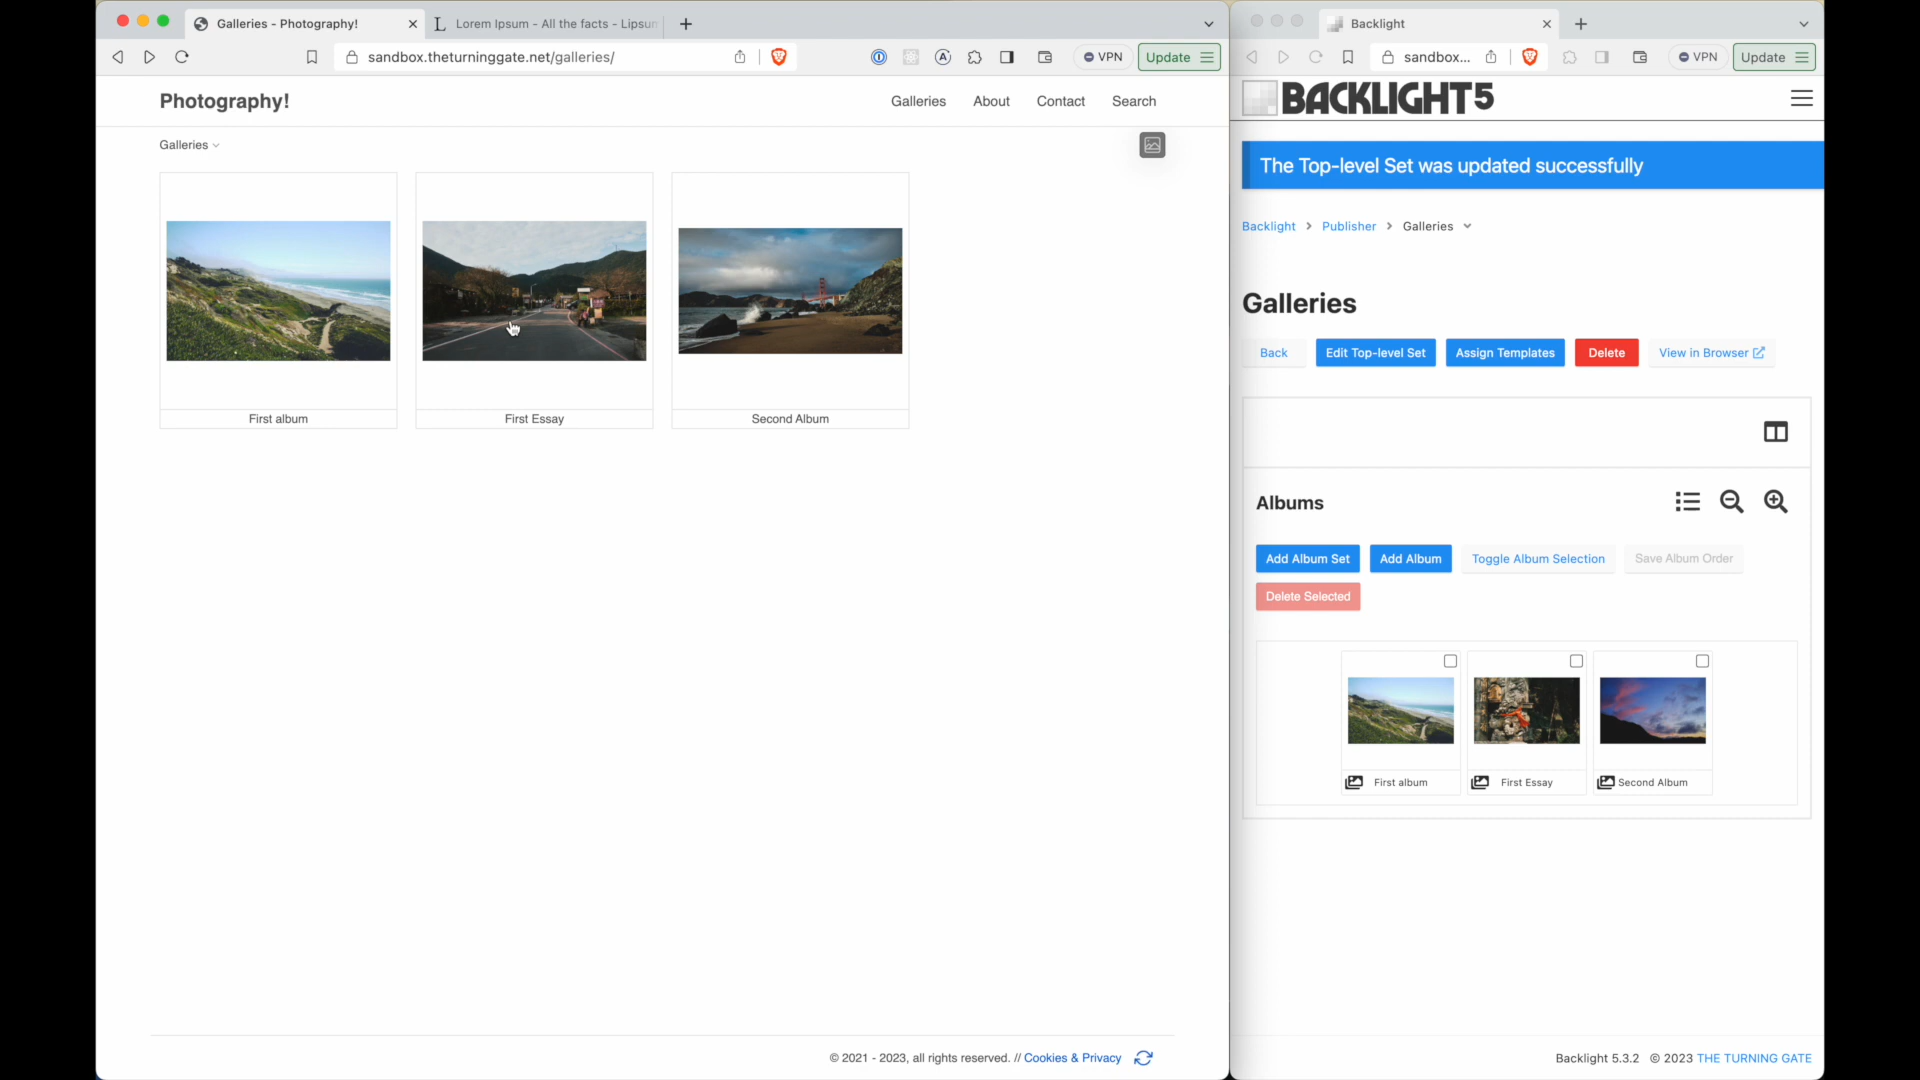 Galleries - Photography!
Lorem Ipsum - All the facts - Lipsum
sandbox.theturninggate.net/galleries/
VPN
Update
Photography!
Galleries
About
Contact
Search
Galleries
First album
First Essay
Second Album
© 2021 - 2023, all rights reserved. // Cookies & Privacy
Backlight
sandbox...
VPN
Update
BACKLIGHT5
The Top-level Set was updated successfully
Backlight > Publisher > Galleries
Galleries
Back
Edit Top-level Set
Assign Templates
Delete
View in Browser
Albums
Add Album Set
Add Album
Toggle Album Selection
Save Album Order
Delete Selected
First album
First Essay
Second Album
Backlight 5.3.2 © 2023 THE TURNING GATE